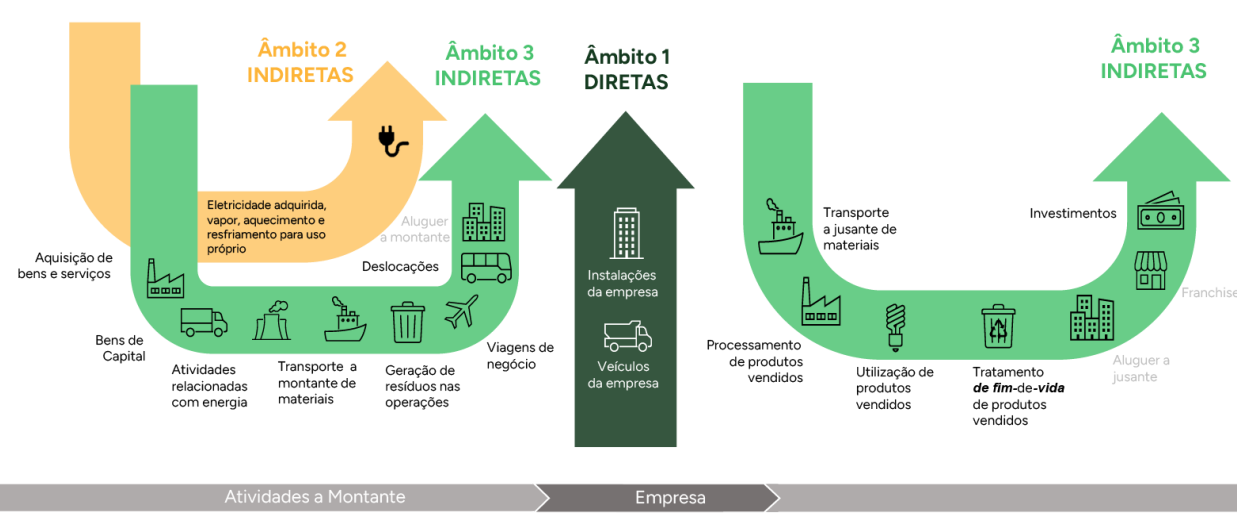 Âmbito 2
INDIRETAS
Âmbito 3
INDIRETAS
Âmbito 1
DIRETAS
Âmbito 3
INDIRETAS
Eletricidade adquirida,
vapor, aquecimento e
resfriamento para uso
próprio
Aluguer
a montante
Deslocações
Aquisição de
bens e serviços
Bens de
Capital
Atividades
relacionadas
com energia
Transporte a
montante de
materiais
Geração de
resíduos nas
operações
Viagens de
negócio
Instalações
da empresa
Veículos
da empresa
Transporte
a jusante de
materiais
Processamento
de produtos
vendidos
Utilização de
produtos
vendidos
Tratamento
de fim-de-vida
de produtos
vendidos
Aluguer a
jusante
Franchise
Investimentos
Atividades a Montante
Empresa